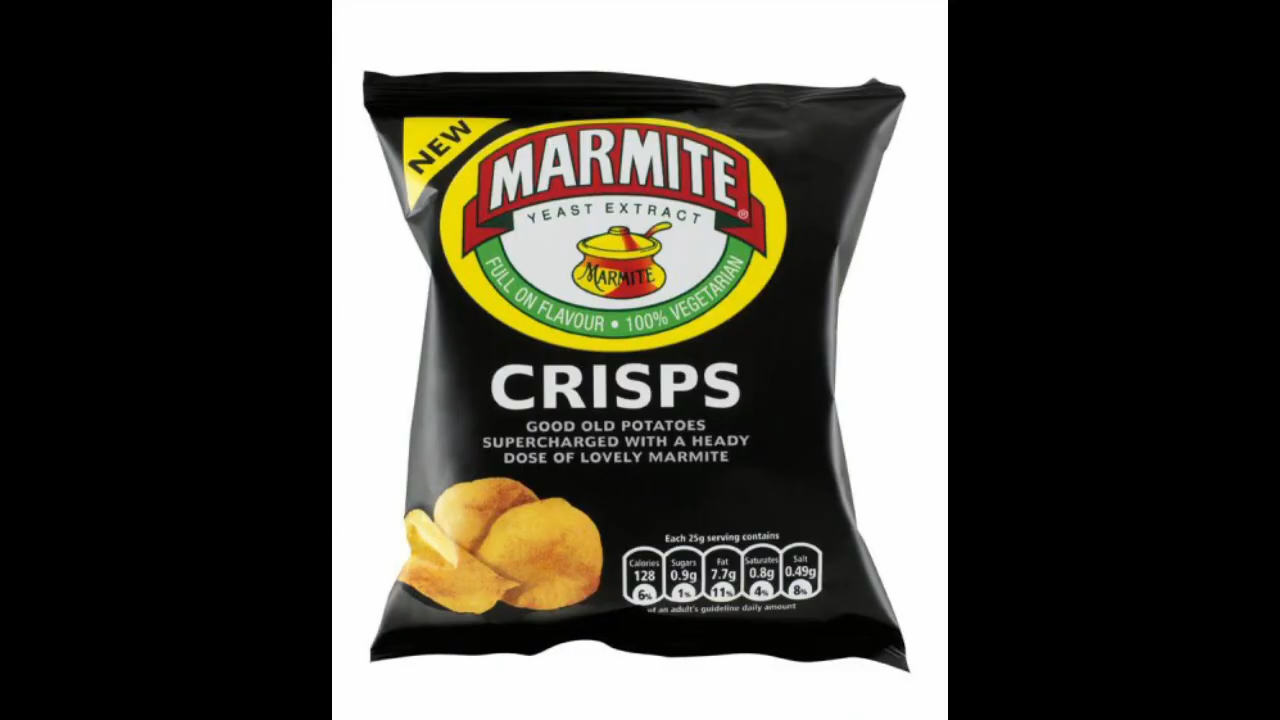 NEW
MARMITE®
YEAST EXTRACT
MARMITE
FULL ON FLAVOUR • 100% VEGETARIAN
CRISPS
GOOD OLD POTATOES
SUPERCHARGED WITH A HEADY
DOSE OF LOVELY MARMITE
Each 25g serving contains
Calories Sugars Fat Saturates Salt
128 0.9g 7.7g 0.8g 0.49g
6% 1% 11% 4% 8%
of an adult's guideline daily amount